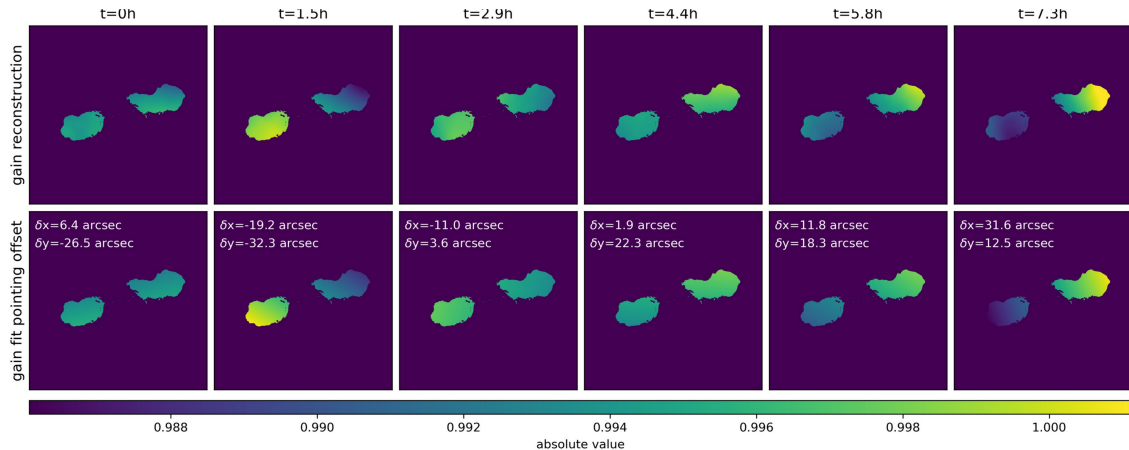 t=0h
t=1.5h
t=2.9h
t=4.4h
t=5.8h
t=7.3h
gain reconstruction
gain fit pointing offset
δx=6.4 arcsec
δy=-26.5 arcsec
δx=-19.2 arcsec
δy=-32.3 arcsec
δx=-11.0 arcsec
δy=3.6 arcsec
δx=1.9 arcsec
δy=22.3 arcsec
δx=11.8 arcsec
δy=18.3 arcsec
δx=31.6 arcsec
δy=12.5 arcsec
0.988
0.990
0.992
0.994
0.996
0.998
1.000
absolute value